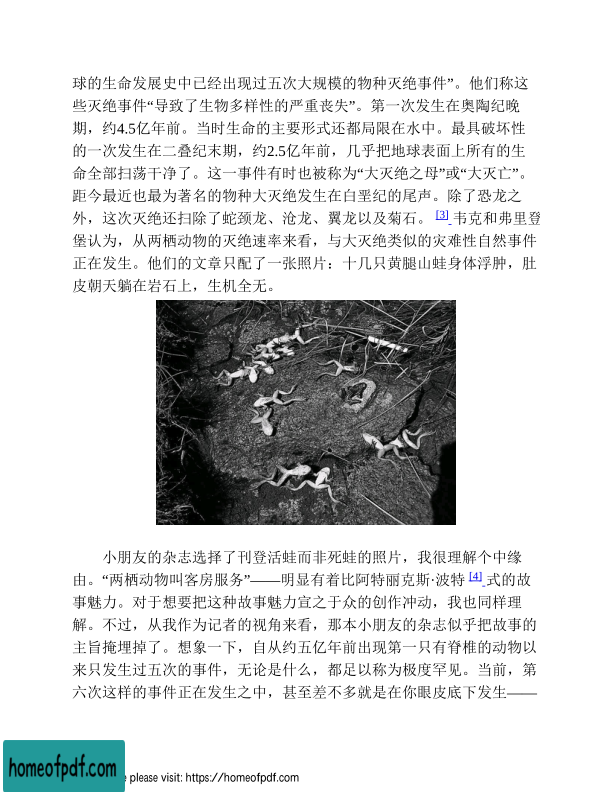 球的生命发展史中已经出现过五次大规模的物种灭绝事件”。他们称这
些灭绝事件“导致了生物多样性的严重丧失”。第一次发生在奥陶纪晚
期，约4.5亿年前。当时生命的主要形式还都局限在水中。最具破坏性
的一次发生在二叠纪末期，约2.5亿年前，几乎把地球表面上所有的生
命全部扫荡干净了。这一事件有时也被称为“大灭绝之母”或“大灭亡”。
距今最近也最为著名的物种大灭绝发生在白垩纪的尾声。除了恐龙之
外，这次灭绝还扫除了蛇颈龙、沧龙、翼龙以及菊石。 [3] 韦克和弗里登
堡认为，从两栖动物的灭绝速率来看，与大灭绝类似的灾难性自然事件
正在发生。他们的文章只配了一张照片：十几只黄腿山蛙身体浮肿，肚
皮朝天躺在岩石上，生机全无。
小朋友的杂志选择了刊登活蛙而非死蛙的照片，我很理解个中缘
由。“两栖动物叫客房服务”——明显有着比阿特丽克斯·波特 [4] 式的故
事魅力。对于想要把这种故事魅力宣之于众的创作冲动，我也同样理
解。不过，从我作为记者的视角来看，那本小朋友的杂志似乎把故事的
主旨掩埋掉了。想象一下，自从约五亿年前出现第一只有脊椎的动物以
来只发生过五次的事件，无论是什么，都足以称为极度罕见。当前，第
六次这样的事件正在发生之中，甚至差不多就是在你眼皮底下发生——
homeofpdf.com
e please visit: https://homeofpdf.com